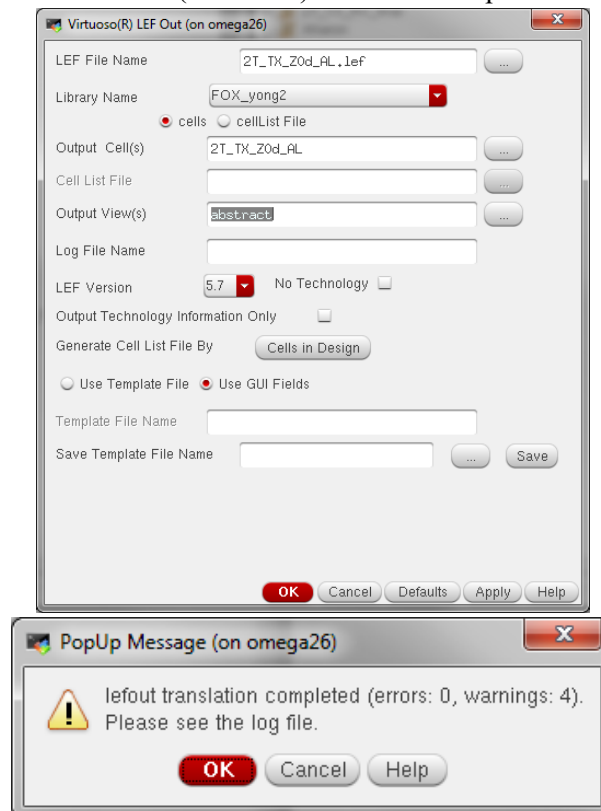 Virtuoso(R) LEF Out (on omega26)
LEF File Name 2T_TX_Z0d_AL.lef ...
Library Name FOX_yong2
cells cellList File
Output Cell(s) 2T_TX_Z0d_AL ...
Cell List File ...
Output View(s) abstract ...
Log File Name
LEF Version 5.7 No Technology
Output Technology Information Only
Generate Cell List File By Cells in Design
Use Template File Use GUI Fields
Template File Name
Save Template File Name ... Save
OK Cancel Defaults Apply Help
PopUp Message (on omega26)
lefout translation completed (errors: 0, warnings: 4).
Please see the log file.
OK Cancel Help